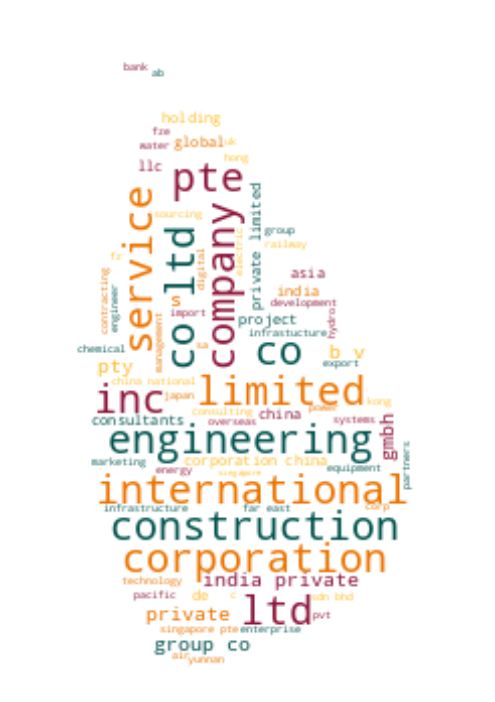 bank
ab
holding
fze
water
global
uk
hong
llc
pte
service
sourcing
co ltd
company
electric
private limited
group
railway
fz
digital
asia
contracting
engineer
s
india
development
import
project
hydro
infrastucture
management
sa
co
chemical
b v
export
pty
china national
limited
inc
japan
kong
consulting
china
power
consultants
overseas
systems
gmbh
engineering
partners
marketing
corporation china
energy
singapore
equipment
international
infrastructure
far east
corp
construction
corporation
technology
india private
pacific
de
c
sdn bhd
private
ltd
pvt
singapore pte
enterprise
group co
air
yunnan